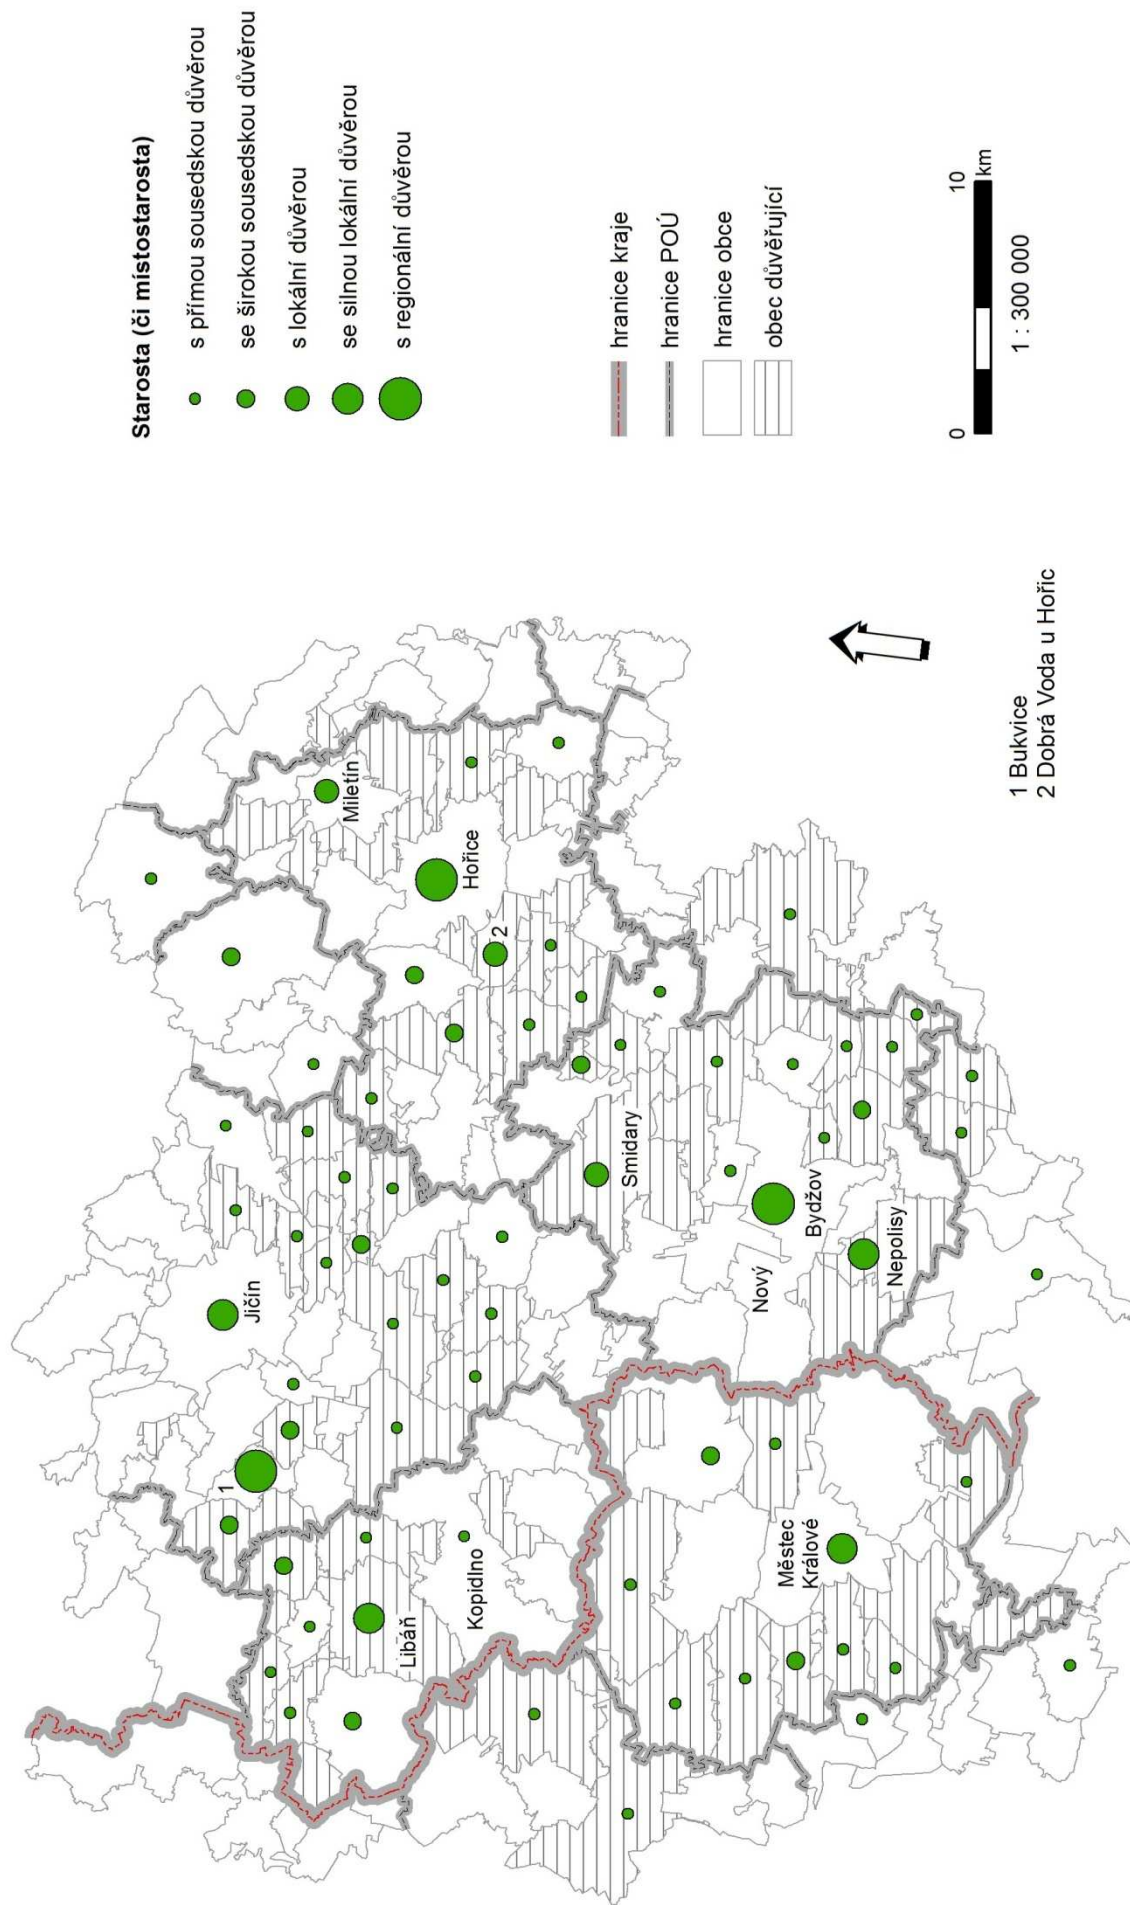 Starosta (či místostarosta)
s přímou sousedskou důvěrou
se širokou sousedskou důvěrou
s lokální důvěrou
se silnou lokální důvěrou
s regionální důvěrou
hranice kraje
hranice POÚ
hranice obce
obec důvěřující
0
10
km
1 : 300 000
1
Jičín
Miletín
Hořice
2
Libáň
Kopidlno
Smidary
Nový
Bydžov
Městec
Králové
Nepolisy
1 Bukvice
2 Dobrá Voda u Hořic